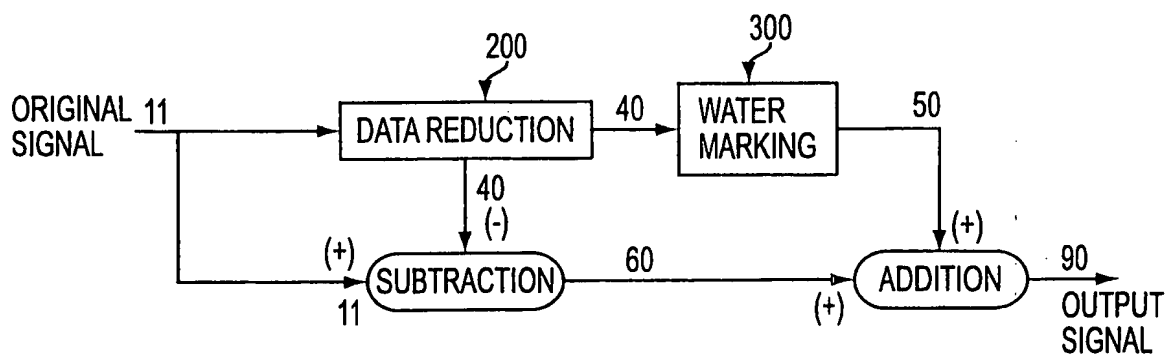 200
300
ORIGINAL
SIGNAL
11
DATA REDUCTION
40
WATER
MARKING
50
40
(-)
(+)
(+)
11
SUBTRACTION
60
(+)
ADDITION
90
OUTPUT
SIGNAL